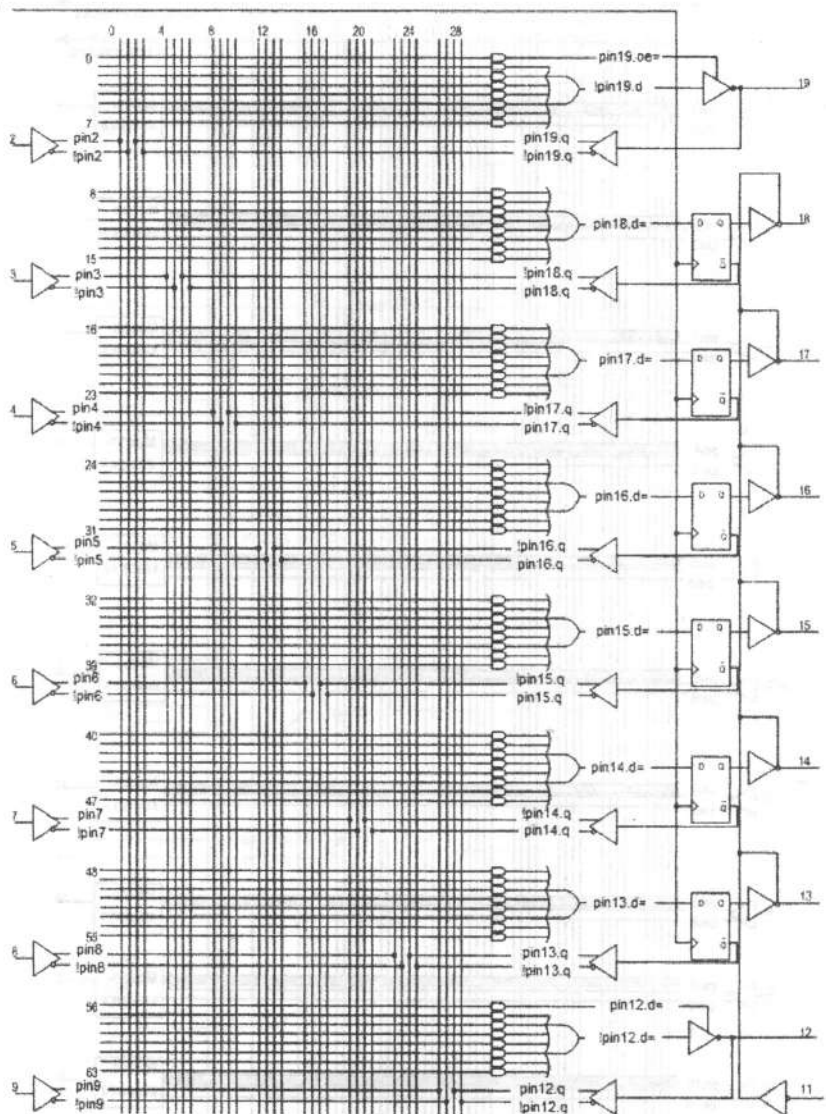 0 4 8 12 16 20 24 28
0
pin19.oe=
!pin19.d
19
7
2
pin2
!pin2
pin19.q
!pin19.q
8
pin18.d=
D Q
18
15
3
pin3
!pin3
!pin18.q
pin18.q
Q
16
pin17.d=
D Q
17
23
4
pin4
!pin4
!pin17.q
pin17.q
Q
24
pin16.d=
D Q
16
31
5
pin5
!pin5
!pin16.q
pin16.q
Q
32
pin15.d=
D Q
15
39
6
pin6
!pin6
!pin15.q
pin15.q
Q
40
pin14.d=
D Q
14
47
7
pin7
!pin7
!pin14.q
pin14.q
Q
48
pin13.d=
D Q
13
55
8
pin8
!pin8
pin13.q
!pin13.q
Q
56
pin12.d=
!pin12.d=
12
63
9
pin9
!pin9
pin12.q
!pin12.q
11